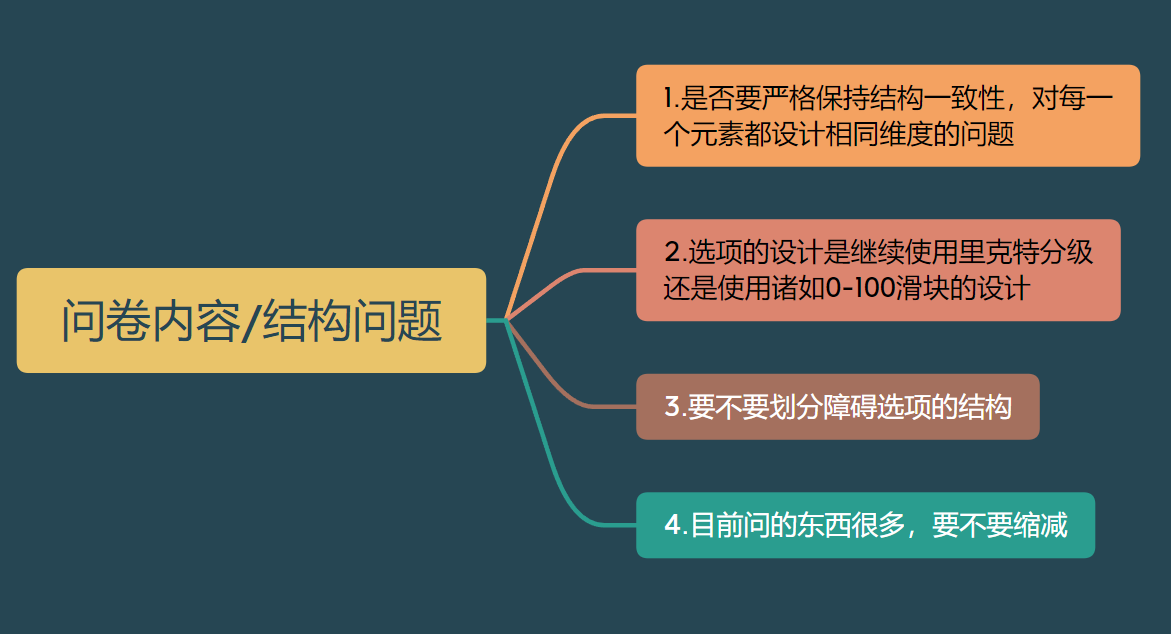 问卷内容/结构问题
1.是否要严格保持结构一致性，对每一
个元素都设计相同维度的问题
2.选项的设计是继续使用里克特分级
还是使用诸如0-100滑块的设计
3.要不要划分障碍选项的结构
4.目前问的东西很多，要不要缩减